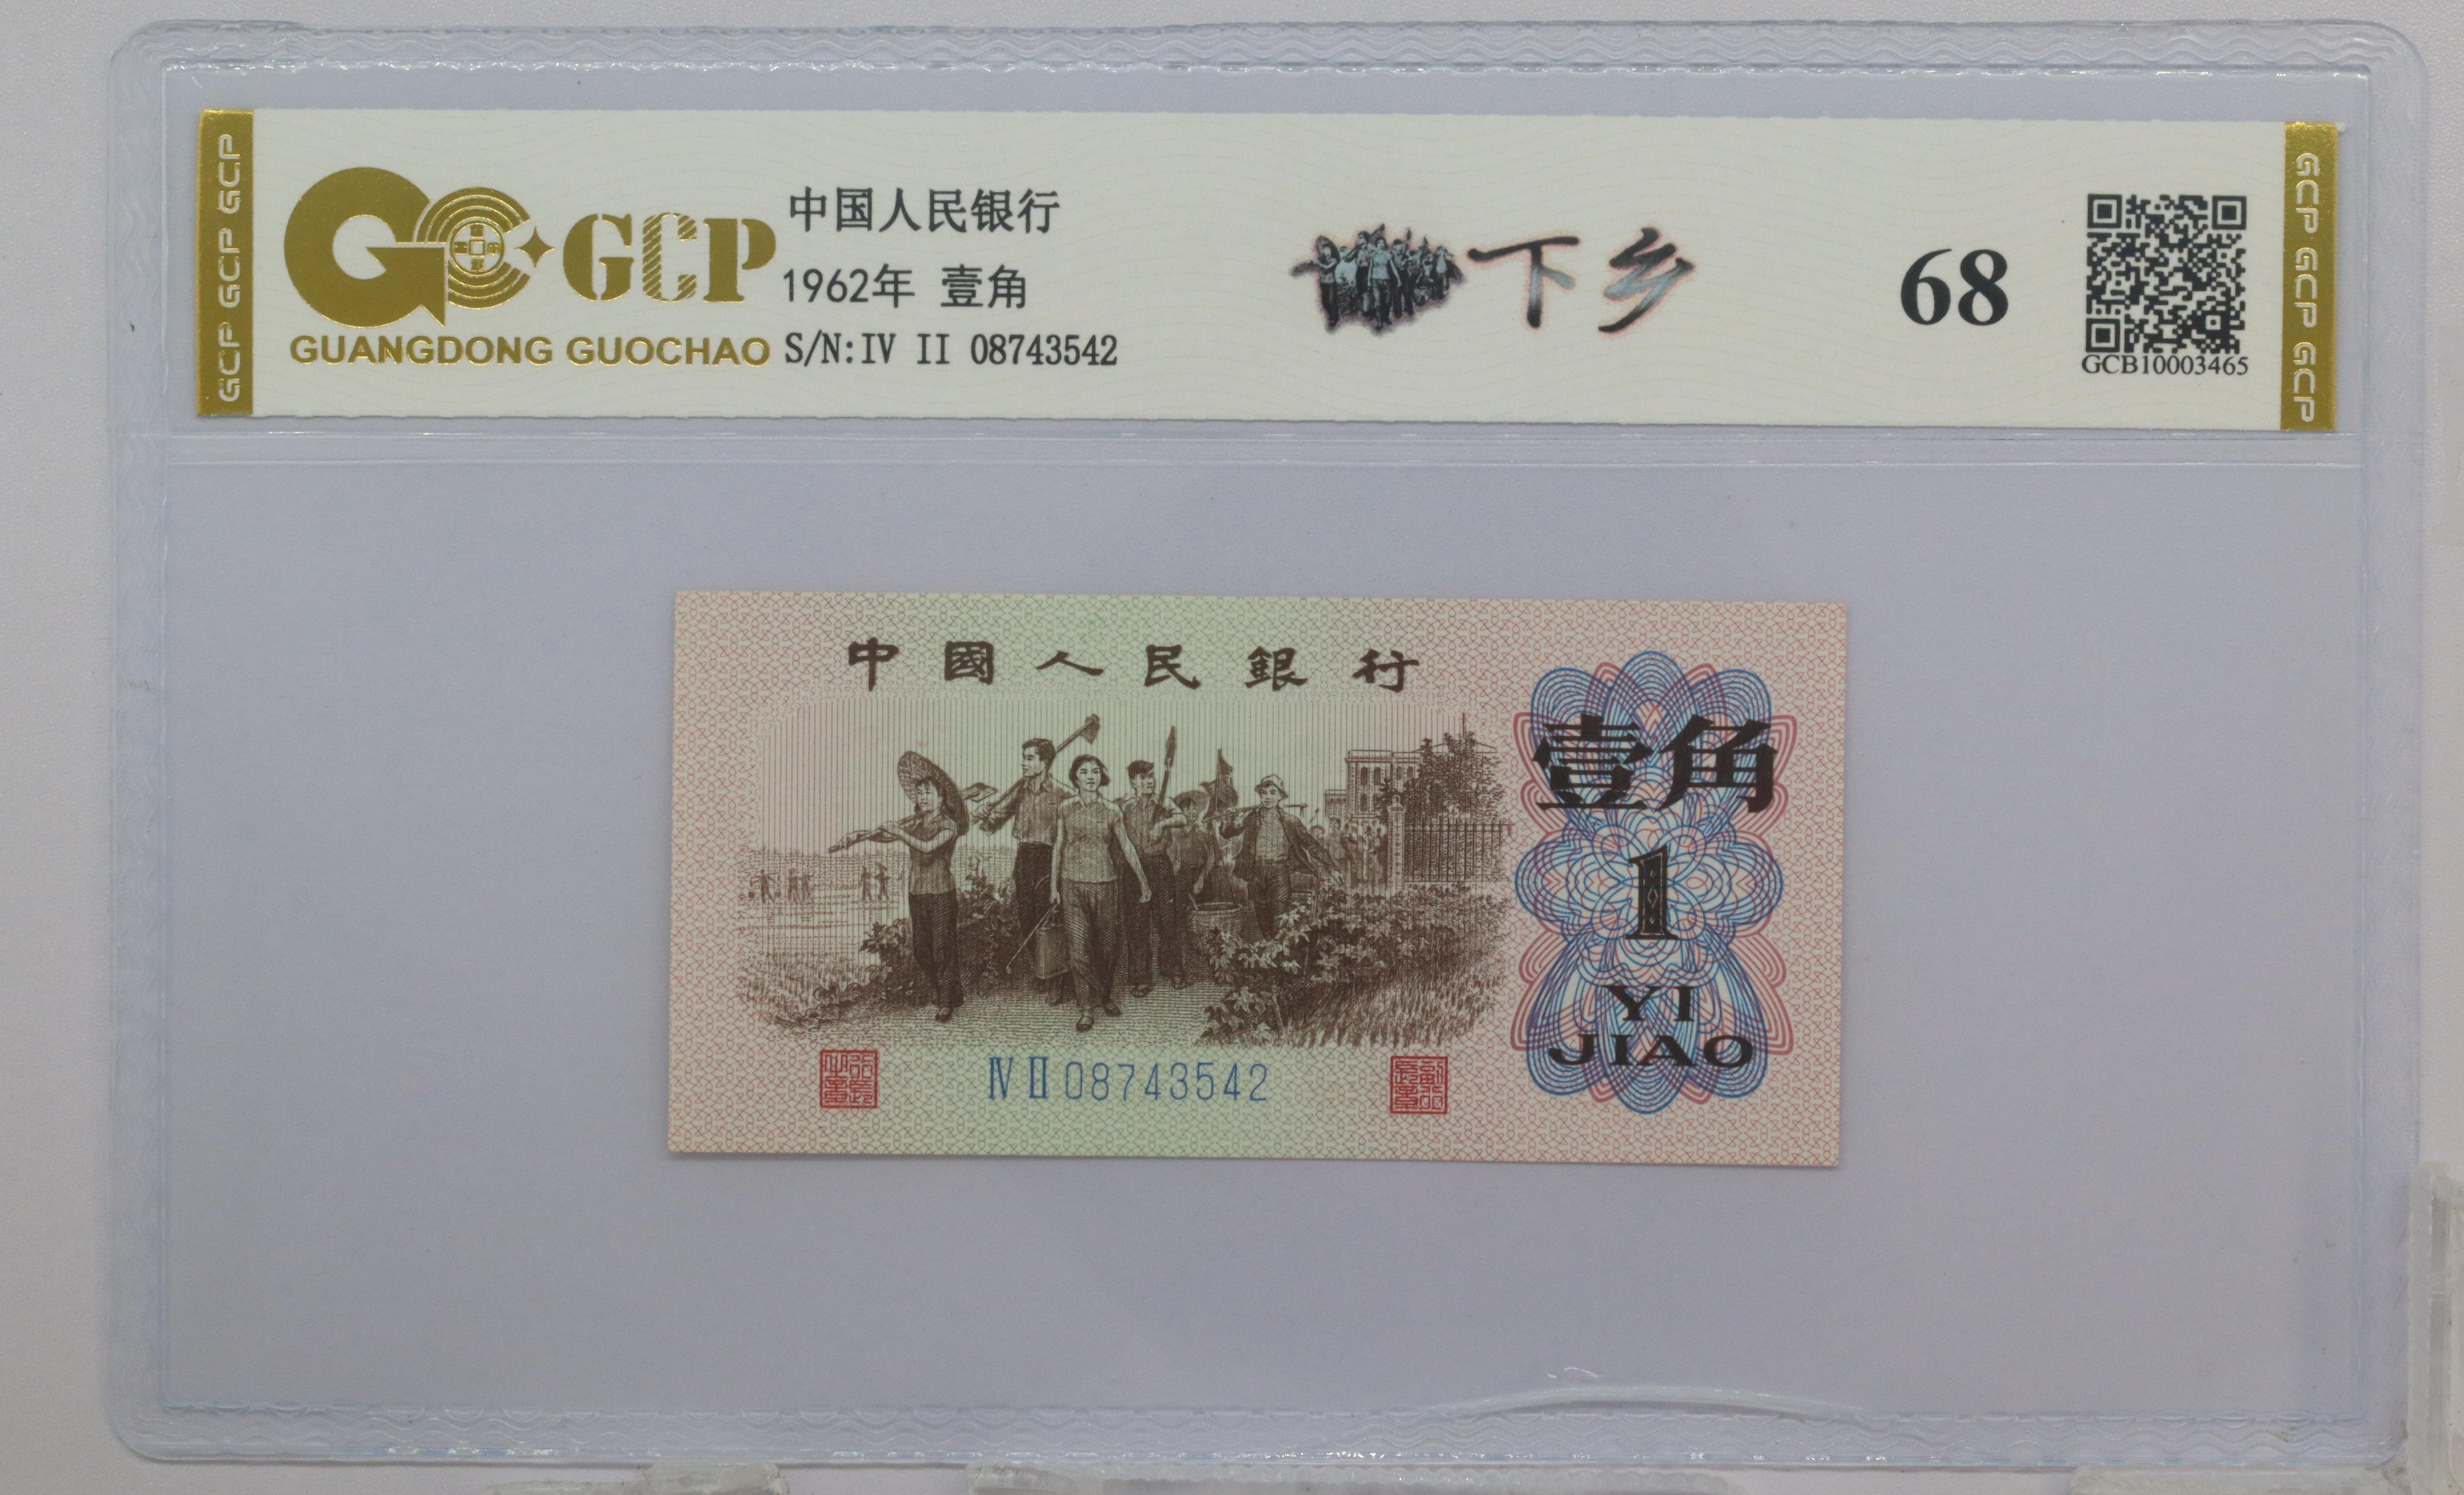 GCP GCP GCP
GCP
GUANGDONG GUOCHAO
中国人民银行
1962年 壹角
S/N:IV II 08743542
下乡
68
GCB10003465
GCP GCP GCP
中國人民銀行
壹角
1
YI
JIAO
Ⅳ Ⅱ 08743542